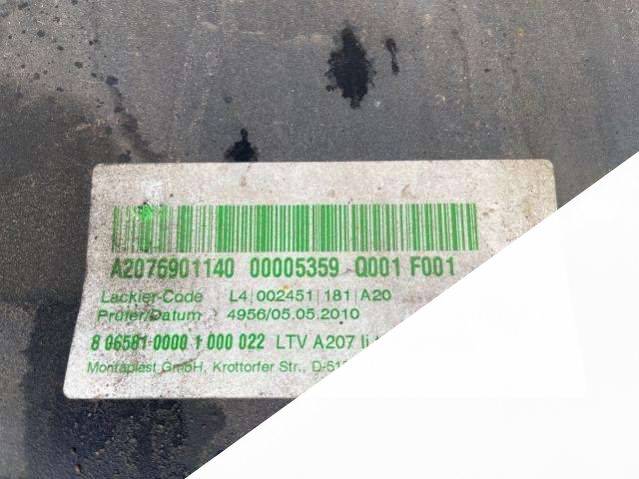 A2076901140 00005359 Q001 F001
Lackier-Code L4|002451|181|A20
Prüfer/Datum 4956/05.05.2010
8 06581 0000 1 000 022 LTV A207 li
Montaplast GmbH, Krottorfer Str.,